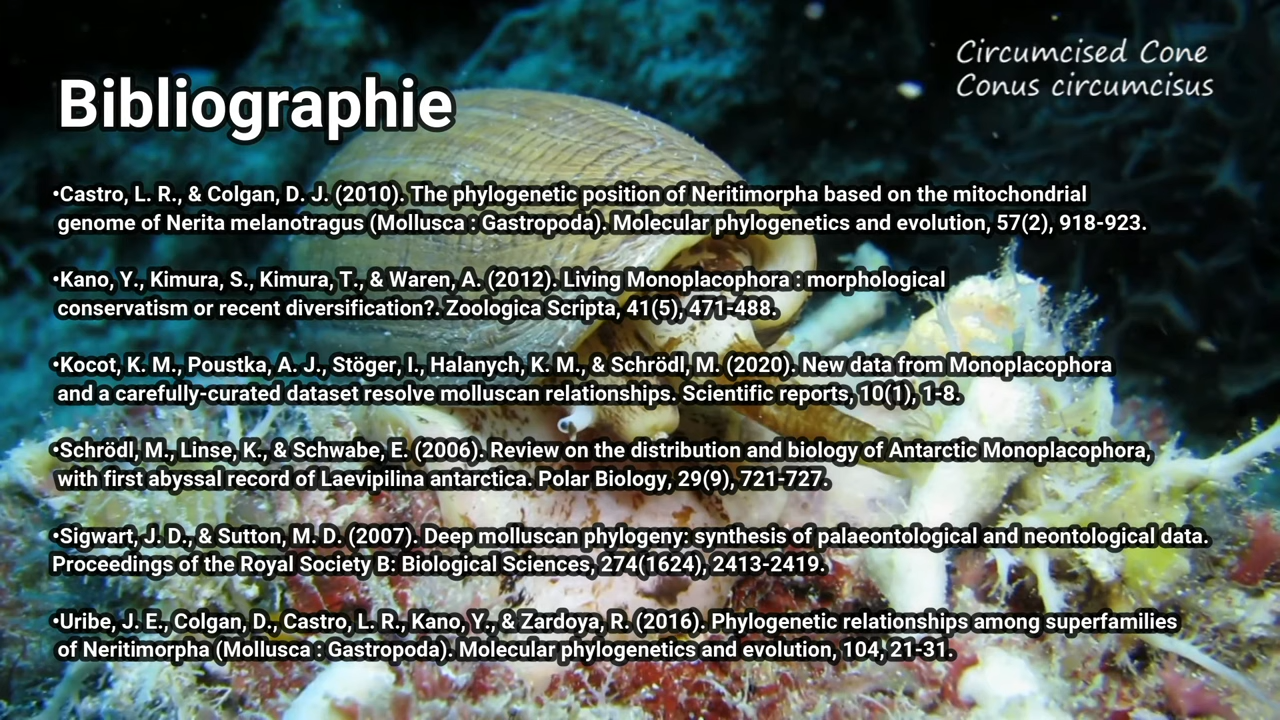 Circumcised Cone
Conus circumcisus
Bibliographie
•Castro, L. R., & Colgan, D. J. (2010). The phylogenetic position of Neritimorpha based on the mitochondrial
genome of Nerita melanotragus (Mollusca : Gastropoda). Molecular phylogenetics and evolution, 57(2), 918-923.
•Kano, Y., Kimura, S., Kimura, T., & Waren, A. (2012). Living Monoplacophora : morphological
conservatism or recent diversification?. Zoologica Scripta, 41(5), 471-488.
•Kocot, K. M., Poustka, A. J., Stöger, I., Halanych, K. M., & Schrödl, M. (2020). New data from Monoplacophora
and a carefully-curated dataset resolve molluscan relationships. Scientific reports, 10(1), 1-8.
•Schrödl, M., Linse, K., & Schwabe, E. (2006). Review on the distribution and biology of Antarctic Monoplacophora,
with first abyssal record of Laevipilina antarctica. Polar Biology, 29(9), 721-727.
•Sigwart, J. D., & Sutton, M. D. (2007). Deep molluscan phylogeny: synthesis of palaeontological and neontological data.
Proceedings of the Royal Society B: Biological Sciences, 274(1624), 2413-2419.
•Uribe, J. E., Colgan, D., Castro, L. R., Kano, Y., & Zardoya, R. (2016). Phylogenetic relationships among superfamilies
of Neritimorpha (Mollusca : Gastropoda). Molecular phylogenetics and evolution, 104, 21-31.